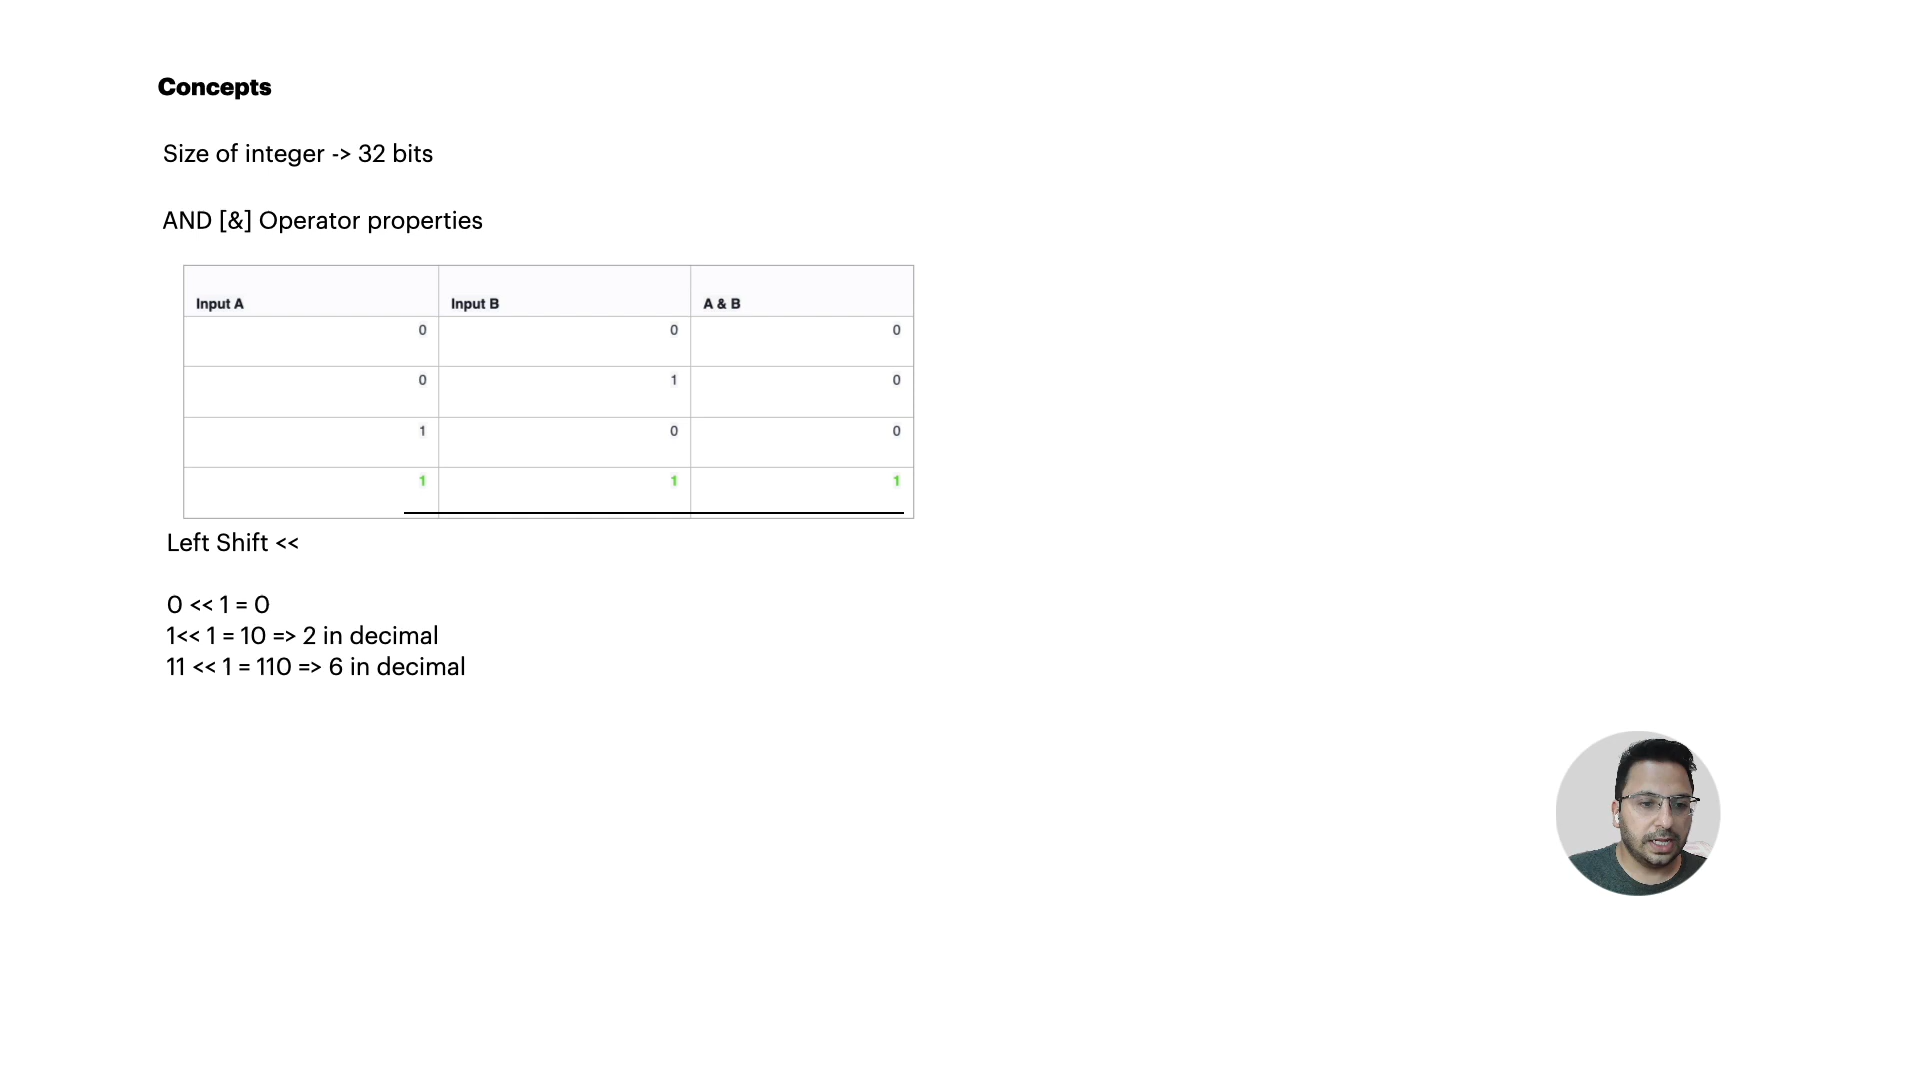 Concepts
Size of integer -> 32 bits
AND [&] Operator properties
Input A Input B A & B
0 0 0
0 1 0
1 0 0
1 1 1
Left Shift <<
0 << 1 = 0
1<< 1 = 10 => 2 in decimal
11 << 1 = 110 => 6 in decimal